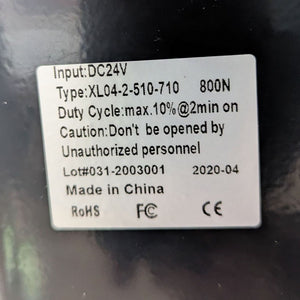 Input:DC24V
Type:XL04-2-510-710 800N
Duty Cycle:max.10%@2min on
Caution:Don't be opened by
Unauthorized personnel
Lot#031-2003001 2020-04
Made in China
RoHS FC CE